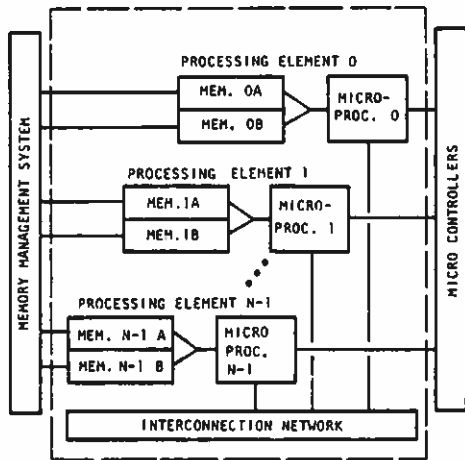 PROCESSING ELEMENT 0
MEM. 0A
MEM. 0B
MICRO-
PROC. 0
PROCESSING ELEMENT 1
MEM.1A
MEM.1B
MICRO-
PROC. 1
PROCESSING ELEMENT N-1
MEM. N-1 A
MEM. N-1 B
MICRO
PROC.
N-1
INTERCONNECTION NETWORK
MEMORY MANAGEMENT SYSTEM
MICRO CONTROLLERS